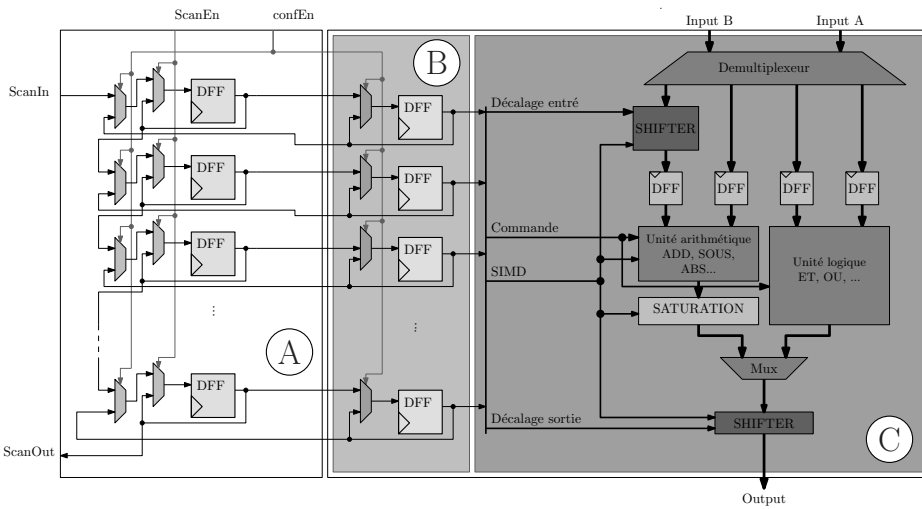 ScanEn
confEn
Input B
Input A
ScanIn
B
Demultiplexeur
DFF
DFF
Décalage entré
SHIFTER
DFF
DFF
DFF
DFF
DFF
DFF
Commande
DFF
DFF
Unité arithmétique
ADD, SOUS,
ABS...
Unité logique
ET, OU, ...
SIMD
SATURATION
...
...
A
Mux
DFF
DFF
Décalage sortie
SHIFTER
C
ScanOut
Output